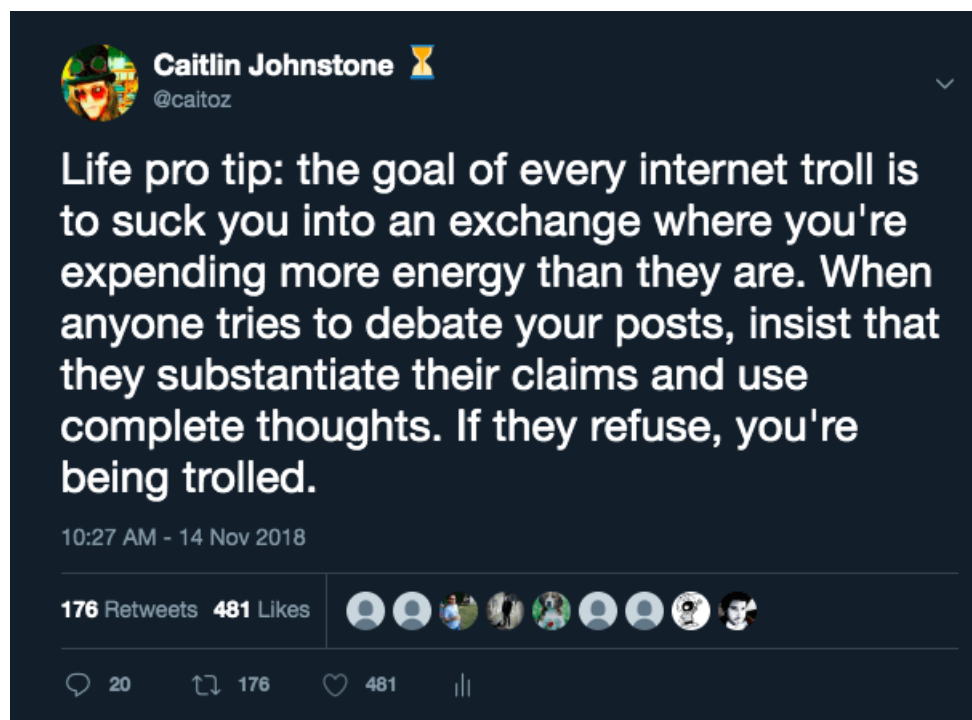 Caitlin Johnstone ⏳
@caitoz
Life pro tip: the goal of every internet troll is
to suck you into an exchange where you're
expending more energy than they are. When
anyone tries to debate your posts, insist that
they substantiate their claims and use
complete thoughts. If they refuse, you're
being trolled.
10:27 AM - 14 Nov 2018
176 Retweets 481 Likes
20 176 481